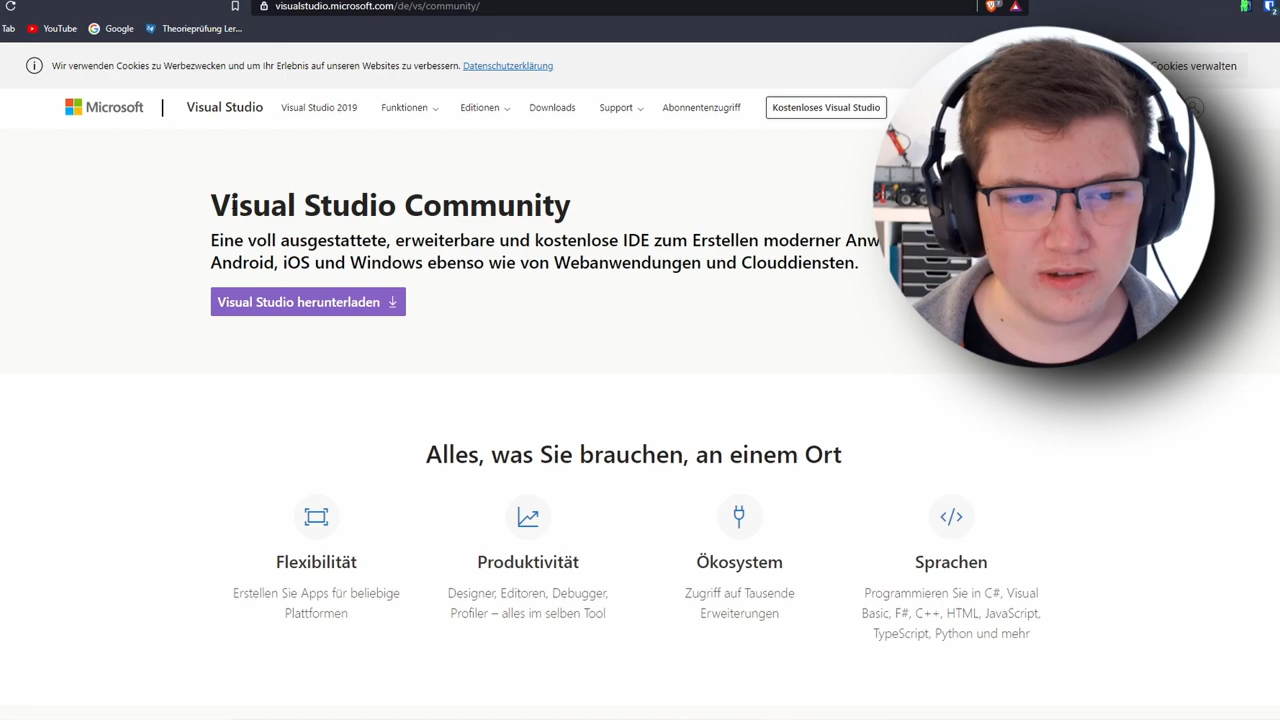 visualstudio.microsoft.com/de/vs/community/
Tab YouTube Google Theorieprüfung Ler...
Wir verwenden Cookies zu Werbezwecken und um Ihr Erlebnis auf unseren Websites zu verbessern. Datenschutzerklärung
Cookies verwalten
Microsoft Visual Studio Visual Studio 2019 Funktionen Editionen Downloads Support Abonnentenzugriff Kostenloses Visual Studio
Visual Studio Community
Eine voll ausgestattete, erweiterbare und kostenlose IDE zum Erstellen moderner Anw
Android, iOS und Windows ebenso wie von Webanwendungen und Clouddiensten.
Visual Studio herunterladen
Alles, was Sie brauchen, an einem Ort
Flexibilität
Erstellen Sie Apps für beliebige
Plattformen
Produktivität
Designer, Editoren, Debugger,
Profiler – alles im selben Tool
Ökosystem
Zugriff auf Tausende
Erweiterungen
Sprachen
Programmieren Sie in C#, Visual
Basic, F#, C++, HTML, JavaScript,
TypeScript, Python und mehr